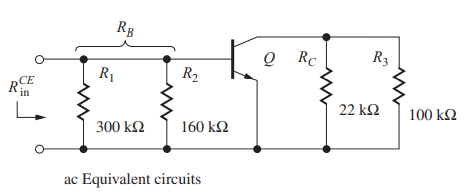 R_B
Q R_C R_3
R_in^CE R_1 R_2
22 kΩ 100 kΩ
300 kΩ 160 kΩ
ac Equivalent circuits